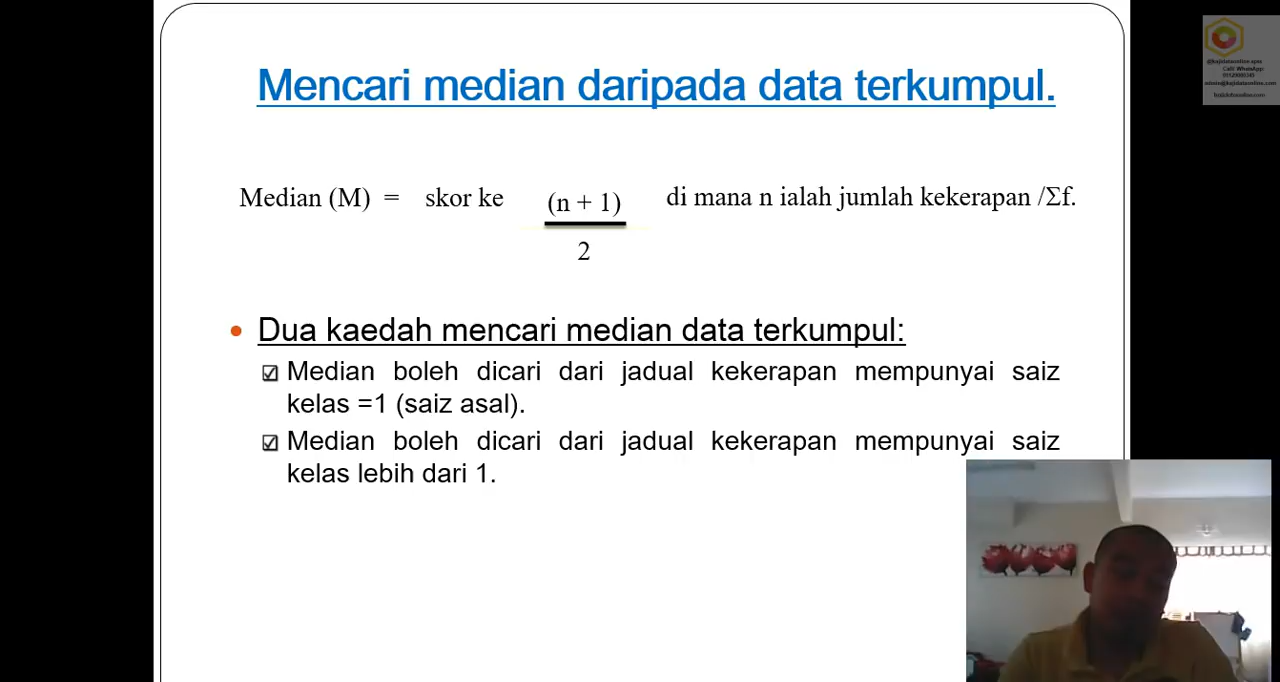 Mencari median daripada data terkumpul.
Median (M) = skor ke (n + 1) di mana n ialah jumlah kekerapan /Σf.
2
Dua kaedah mencari median data terkumpul:
Median boleh dicari dari jadual kekerapan mempunyai saiz
kelas =1 (saiz asal).
Median boleh dicari dari jadual kekerapan mempunyai saiz
kelas lebih dari 1.
Call/ WhatsApp